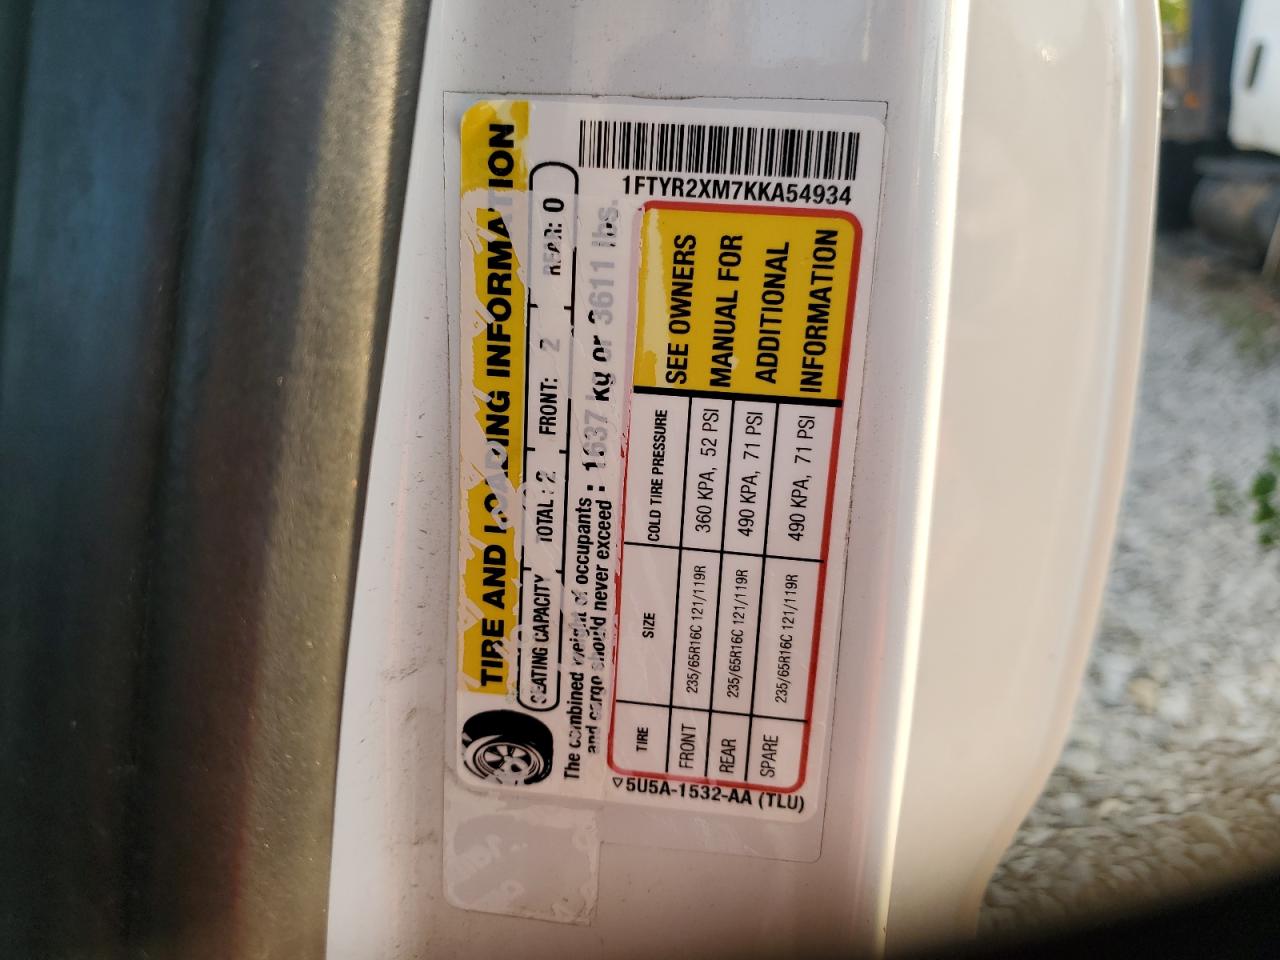 TIRE AND LOADING INFORMATION
SEATING CAPACITY TOTAL: 2 FRONT: 2 REAR: 0
The combined weight of occupants
and cargo should never exceed : 1637 kg or 3611 lbs.
TIRE SIZE COLD TIRE PRESSURE
FRONT 235/65R16C 121/119R 360 KPA, 52 PSI
REAR 235/65R16C 121/119R 490 KPA, 71 PSI
SPARE 235/65R16C 121/119R 490 KPA, 71 PSI
SEE OWNERS
MANUAL FOR
ADDITIONAL
INFORMATION
5U5A-1532-AA (TLU)
1FTYR2XM7KKA54934